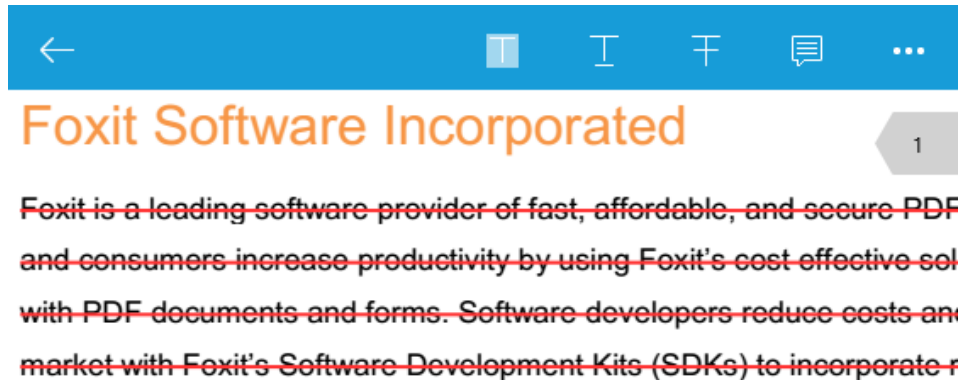 Foxit Software Incorporated
1
Foxit is a leading software provider of fast, affordable, and secure PDF
and consumers increase productivity by using Foxit's cost effective sol
with PDF documents and forms. Software developers reduce costs and
market with Foxit's Software Development Kits (SDKs) to incorporate